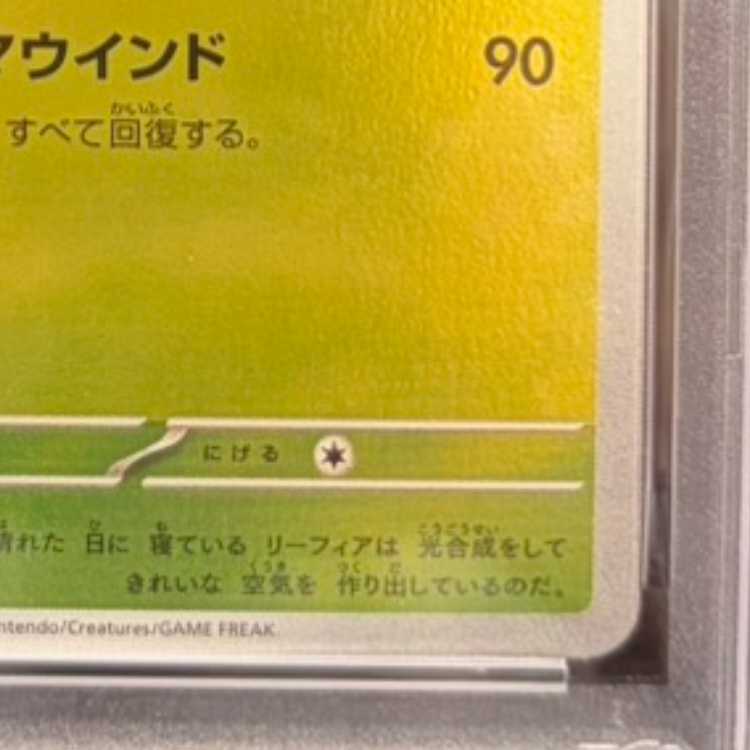 マウインド 90
すべて回復する。
にげる
晴れた 日に 寝ている リーフィアは 光合成をして
きれいな 空気を 作り出しているのだ。
ntendo/Creatures/GAME FREAK